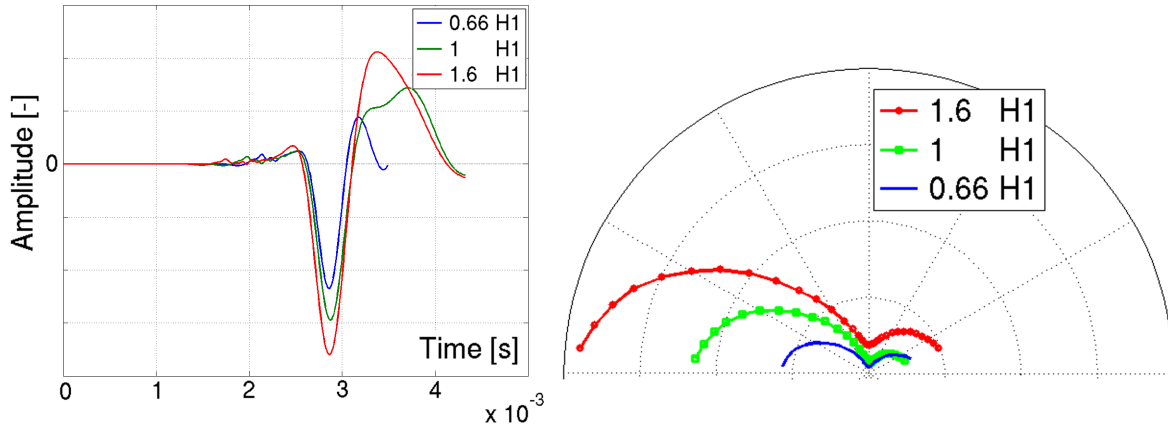 0.66 H1
1 H1
1.6 H1
Amplitude [-]
0
Time [s]
0 1 2 3 4
x 10⁻³
1.6 H1
1 H1
0.66 H1